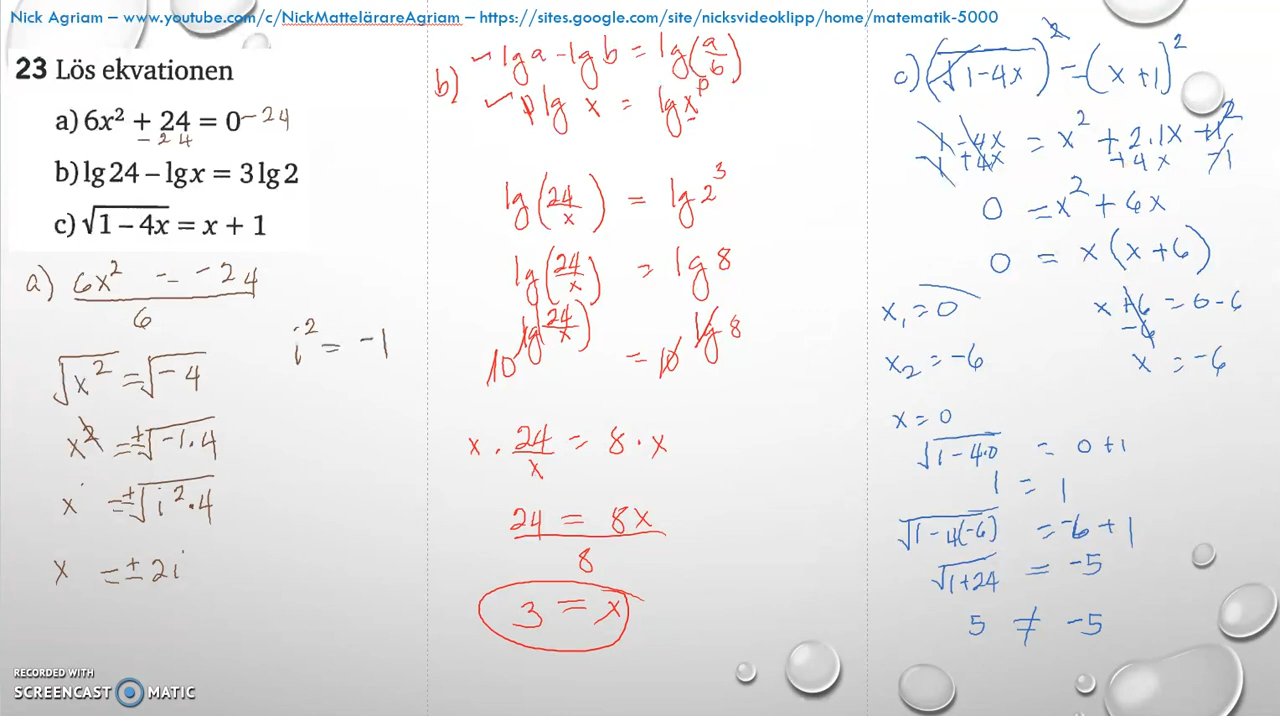 Nick Agriam – www.youtube.com/c/NickMattelärareAgriam – https://sites.google.com/site/nicksvideoklipp/home/matematik-5000
23 Lös ekvationen
a) 6x² + 24 = 0 −24
− 24
b) lg 24 – lg x = 3 lg 2
c) √(1 – 4x) = x + 1
a) 6x² = −24
6
i² = −1
√x² = √−4
x² = ±√−1·4
x = ±√i²·4
x = ±2i
b) lg a − lg b = lg(a/b)
p lg x = lg x^p
lg(24/x) = lg 2³
lg(24/x) = lg 8
10^lg(24/x) = 10^lg 8
x · 24/x = 8 · x
24 = 8x
8
3 = x
c) (√1−4x)² = (x+1)²
1 −4x = x² + 2·1x + 1²
−1 +4x +4x −1
0 = x² + 6x
0 = x(x+6)
x₁ = 0
x +6 = 0−6
−6
x₂ = −6
x = −6
x = 0
√1−4·0 = 0+1
1 = 1
√1−4(−6) = −6+1
√1+24 = −5
5 ≠ −5
RECORDED WITH
SCREENCAST MATIC